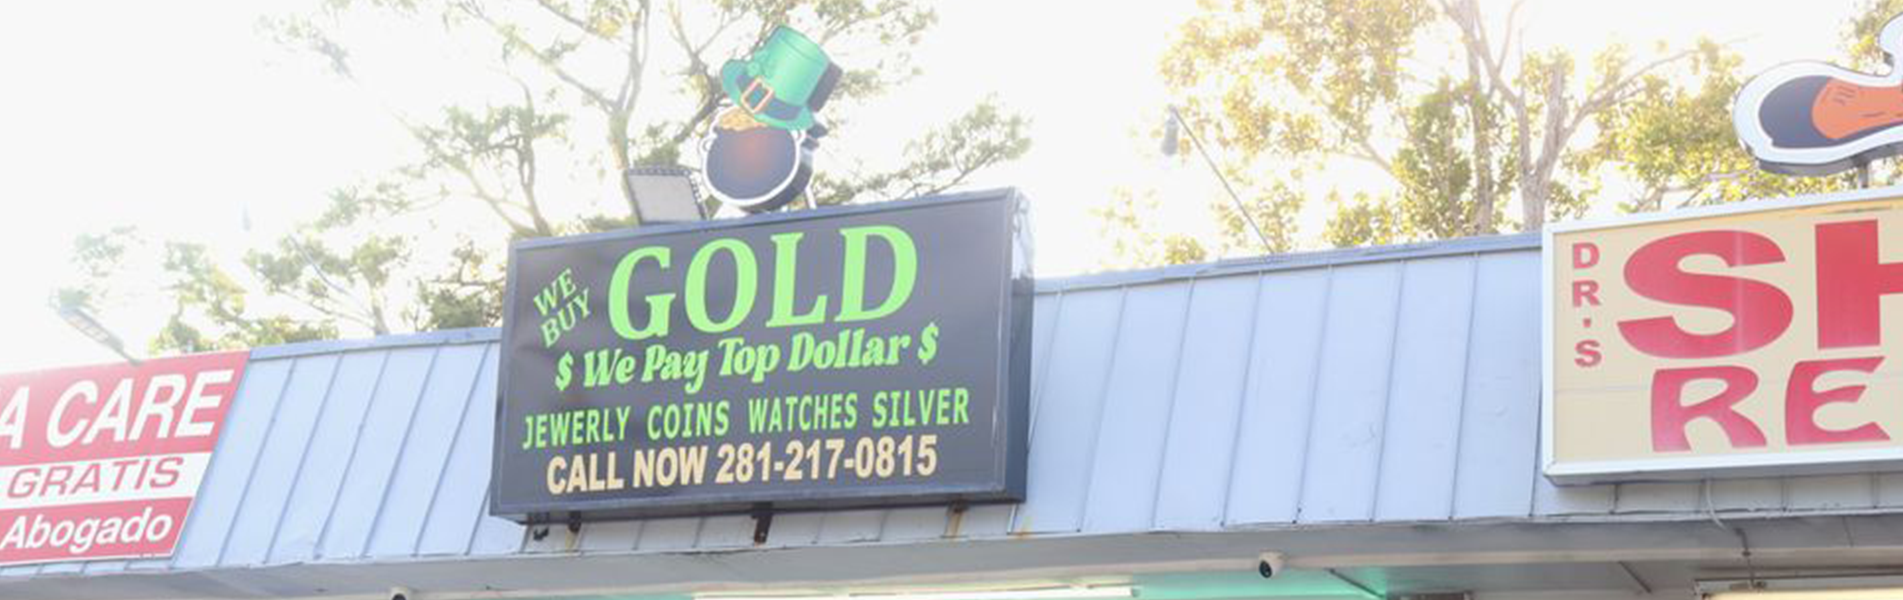 A CARE
GRATIS
Abogado
WE
BUY
GOLD
$ We Pay Top Dollar $
JEWERLY COINS WATCHES SILVER
CALL NOW 281-217-0815
DR'S
SH
RE